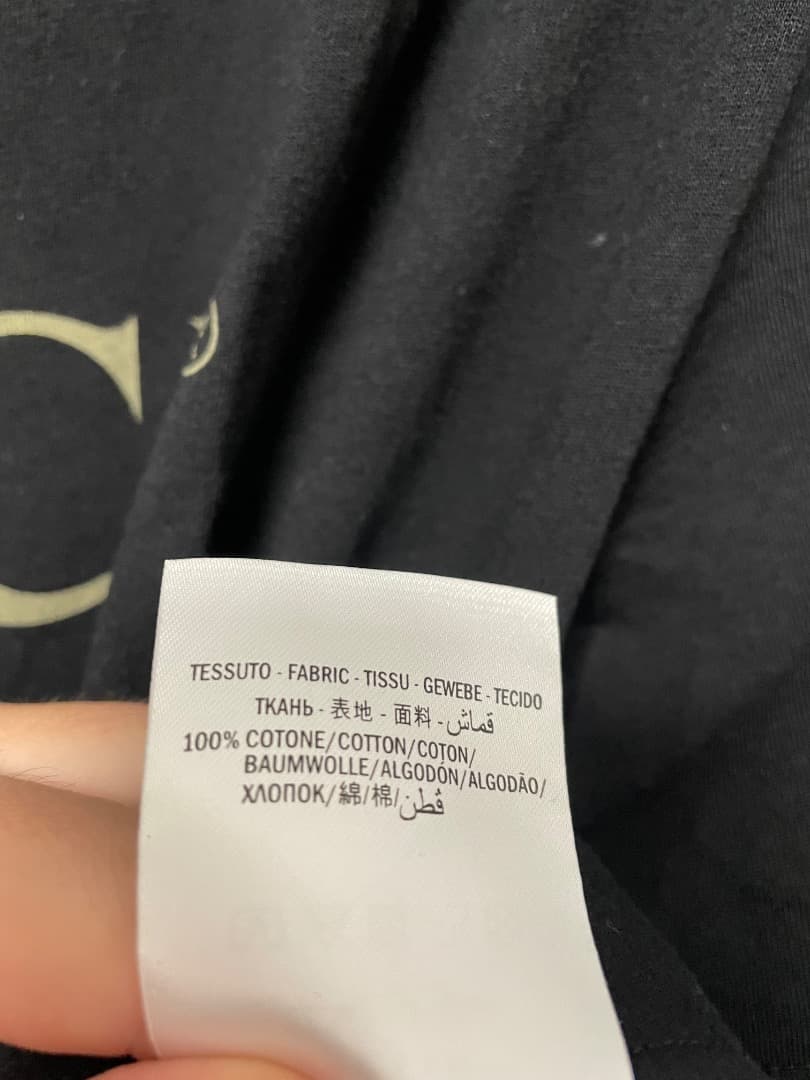 C
TESSUTO - FABRIC - TISSU - GEWEBE - TECIDO
ТКАНЬ - 表地 - 面料 - قماش
100% COTONE/COTTON/COTON/
BAUMWOLLE/ALGODÓN/ALGODÃO/
ХЛОПОК/綿/棉/قطن